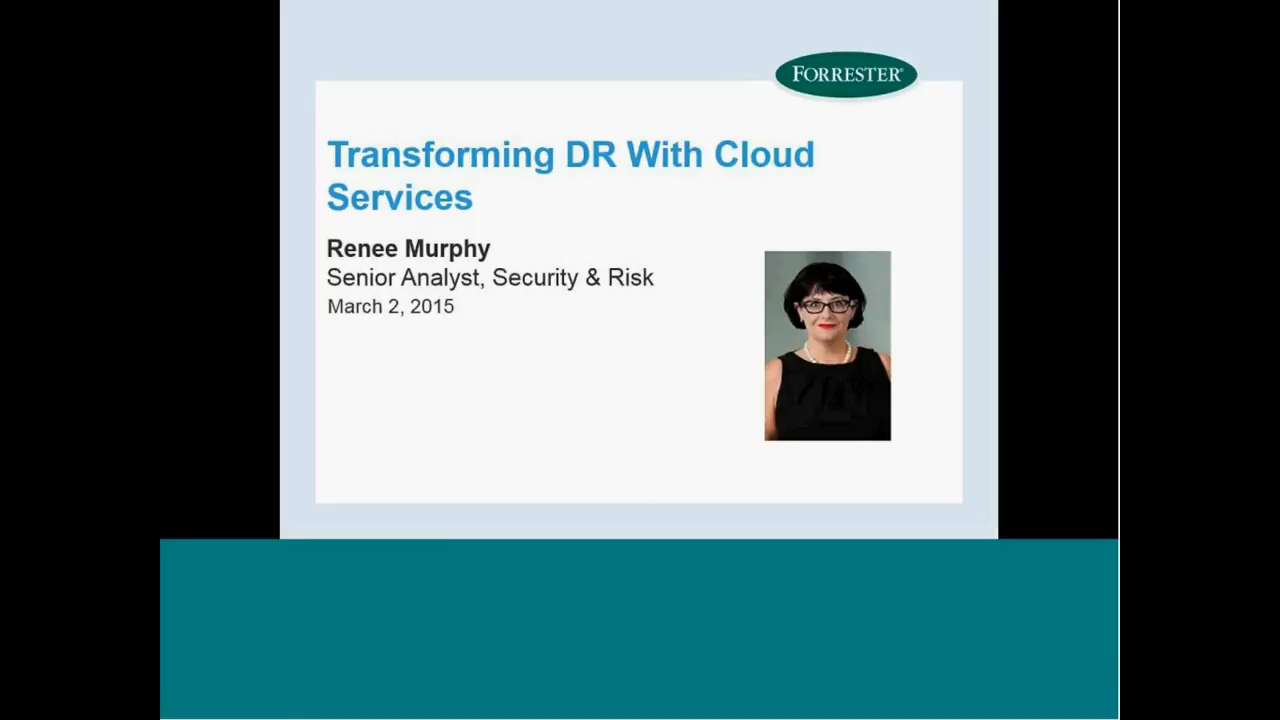 FORRESTER®
Transforming DR With Cloud
Services
Renee Murphy
Senior Analyst, Security & Risk
March 2, 2015